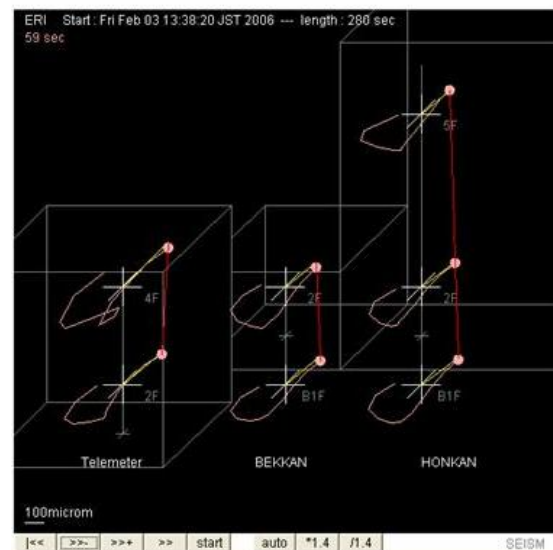 ERI Start : Fri Feb 03 13:38:20 JST 2006 --- length : 280 sec
59 sec
5F
4F 2F 2F
2F B1F B1F
Telemeter BEKKAN HONKAN
100microm
|<< >>- >>+ >> start auto *1.4 /1.4 SEISM